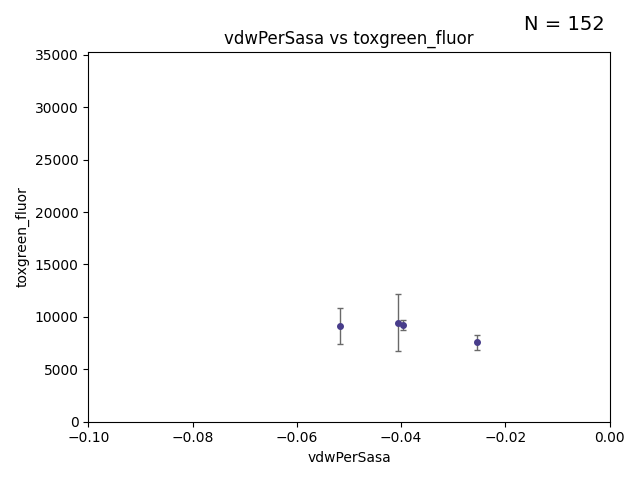 N = 152
vdwPerSasa vs toxgreen_fluor
35000
30000
25000
20000
15000
10000
5000
0
toxgreen_fluor
−0.10 −0.08 −0.06 −0.04 −0.02 0.00
vdwPerSasa